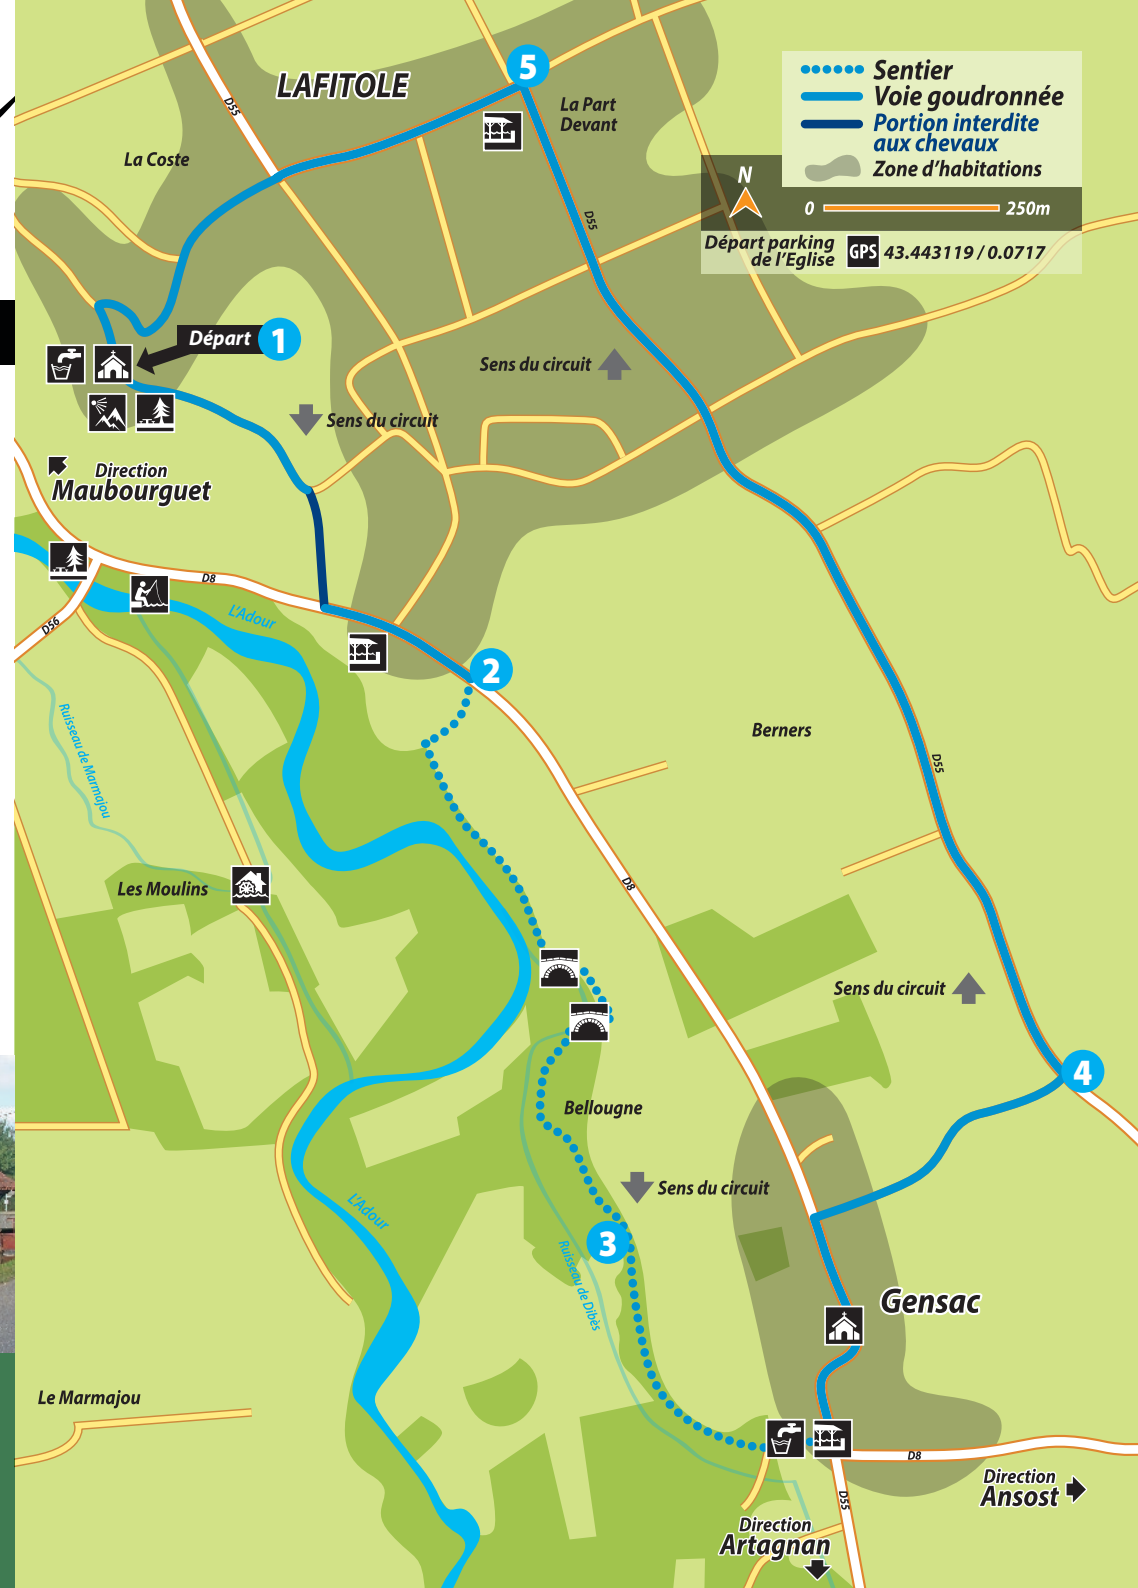 Sentier
Voie goudronnée
Portion interdite
aux chevaux
Zone d'habitations
N
0 250m
Départ parking
de l'Eglise
GPS 43.443119 / 0.0717
LAFITOLE
5
La Part
Devant
D55
La Coste
D55
Départ 1
Sens du circuit
Sens du circuit
Direction
Maubourguet
D8
L'Adour
D56
2
Ruisseau de Marmajou
Berners
D55
Les Moulins
D8
Sens du circuit
4
Bellougne
Sens du circuit
L'Adour
3
Ruisseau de Dibès
Gensac
Le Marmajou
D8
Direction
Ansost
D55
Direction
Artagnan